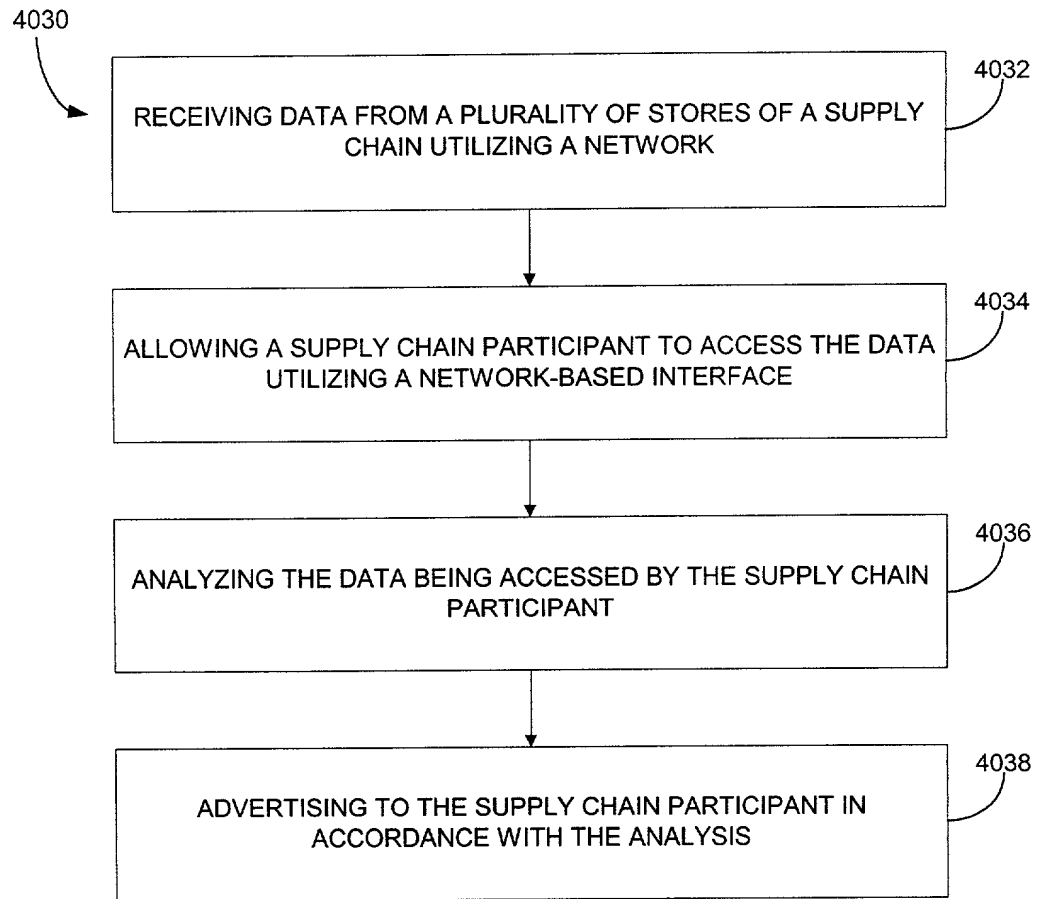 4030
4032
RECEIVING DATA FROM A PLURALITY OF STORES OF A SUPPLY
CHAIN UTILIZING A NETWORK
4034
ALLOWING A SUPPLY CHAIN PARTICIPANT TO ACCESS THE DATA
UTILIZING A NETWORK-BASED INTERFACE
4036
ANALYZING THE DATA BEING ACCESSED BY THE SUPPLY CHAIN
PARTICIPANT
4038
ADVERTISING TO THE SUPPLY CHAIN PARTICIPANT IN
ACCORDANCE WITH THE ANALYSIS